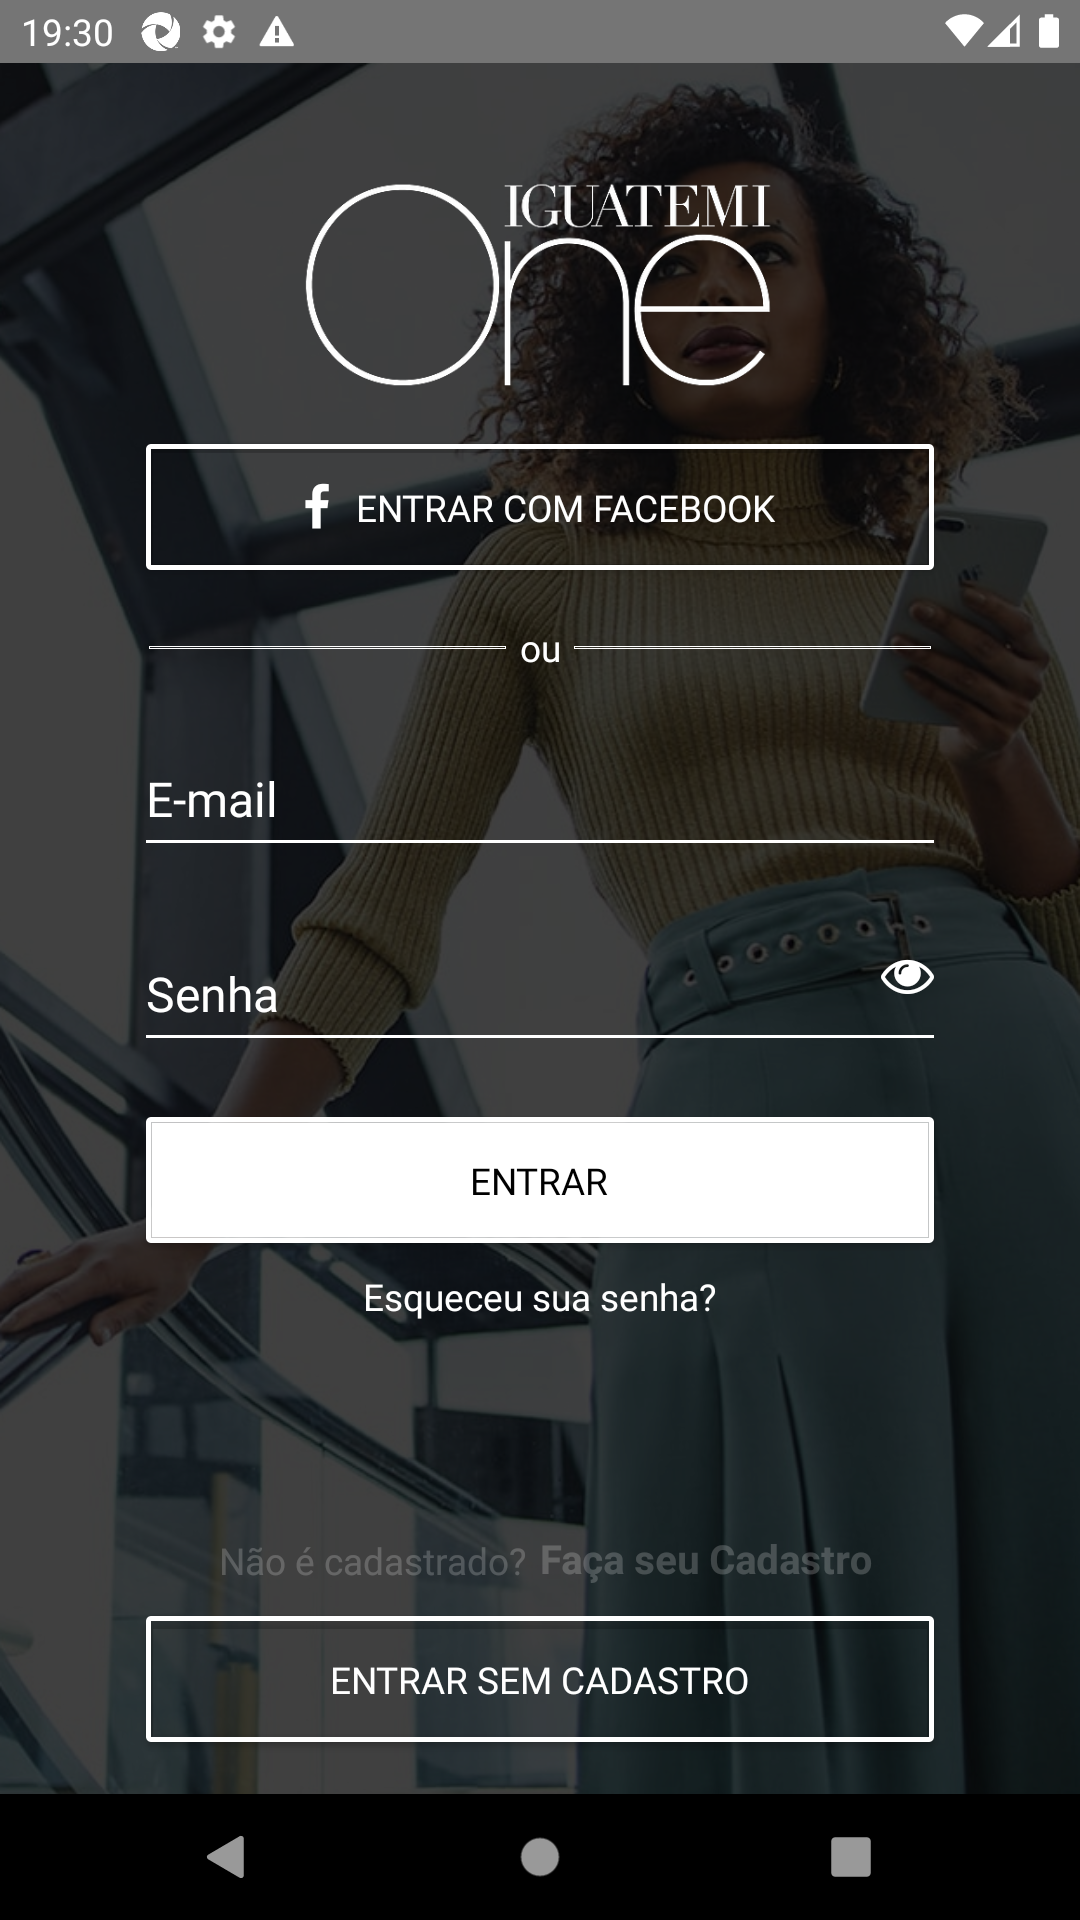 19:30
IGUATEMI
One
ENTRAR COM FACEBOOK
ou
E-mail
Senha
ENTRAR
Esqueceu sua senha?
Não é cadastrado? Faça seu Cadastro
ENTRAR SEM CADASTRO